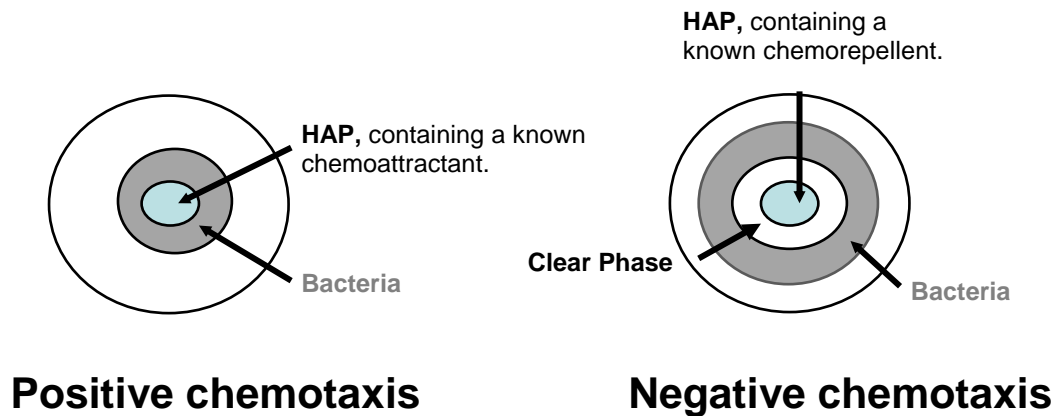 HAP, containing a
known chemorepellent.
HAP, containing a known
chemoattractant.
Clear Phase
Bacteria
Bacteria
Positive chemotaxis
Negative chemotaxis